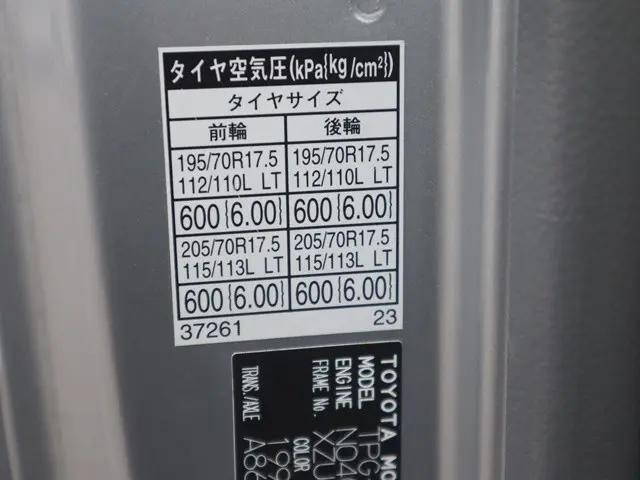 タイヤ空気圧(kPa{kg/cm²})
タイヤサイズ
前輪 後輪
195/70R17.5 195/70R17.5
112/110L LT 112/110L LT
600{6.00} 600{6.00}
205/70R17.5 205/70R17.5
115/113L LT 115/113L LT
600{6.00} 600{6.00}
37261 23
TOYOTA
MODEL
ENGINE
FRAME No.
COLOR
TRANS./AXLE